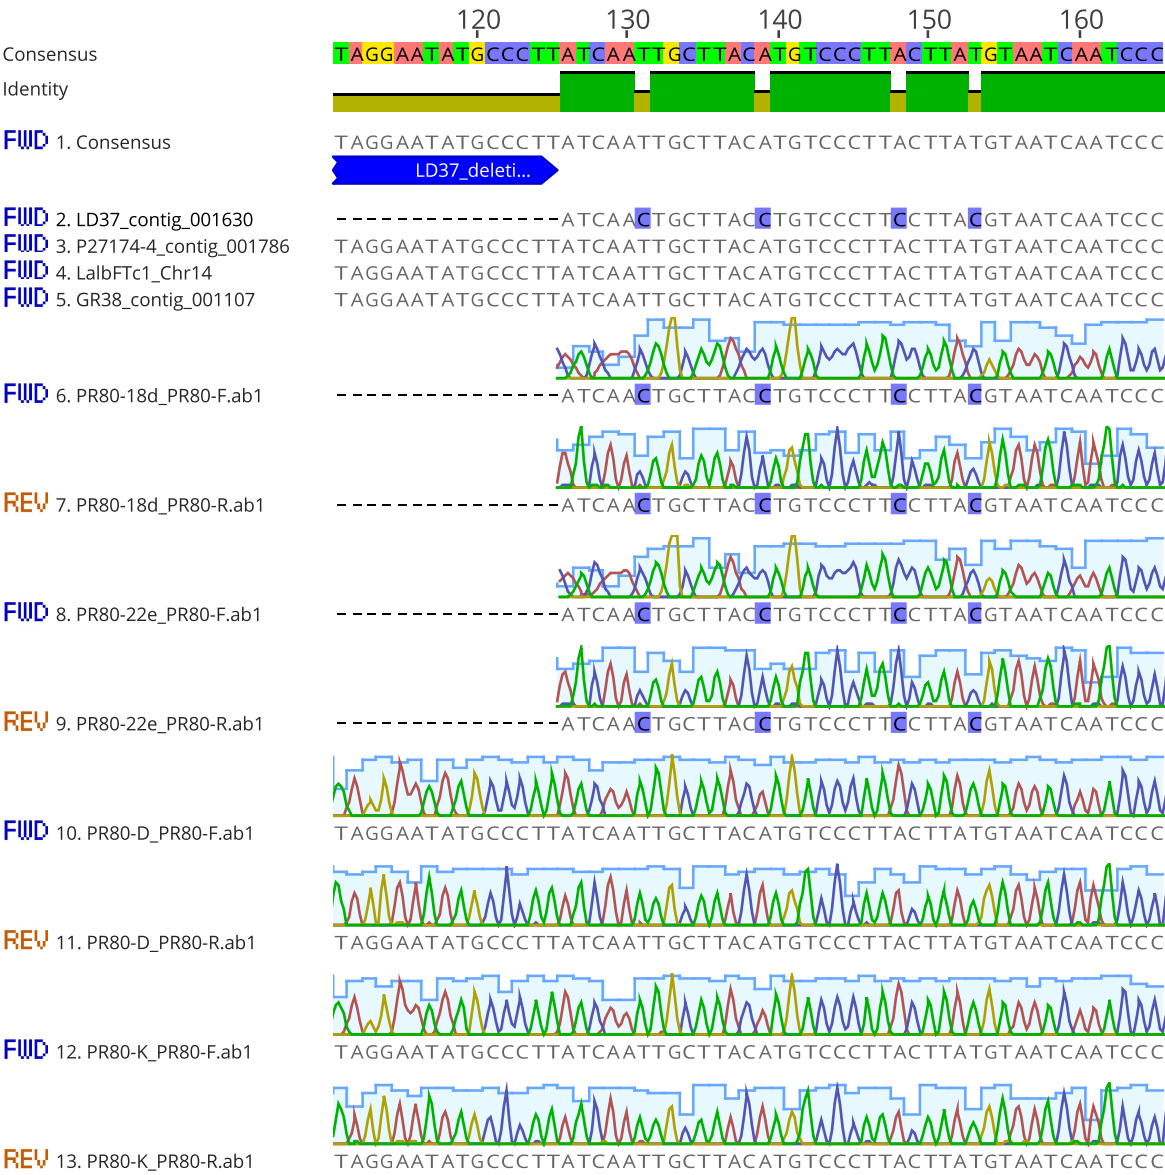 120 130 140 150 160
Consensus TAGGAATATGCCCTTATCAATTGCTTACATGTCCCTTACTTATGTAATCAATCCC
Identity
FWD 1. Consensus TAGGAATATGCCCTTATCAATTGCTTACATGTCCCTTACTTATGTAATCAATCCC
LD37_deleti...
FWD 2. LD37_contig_001630 ---------------ATCAACTGCTTACCTGTCCCTTCCTTACGTAATCAATCCC
FWD 3. P27174-4_contig_001786 TAGGAATATGCCCTTATCAATTGCTTACATGTCCCTTACTTATGTAATCAATCCC
FWD 4. LalbFTc1_Chr14 TAGGAATATGCCCTTATCAATTGCTTACATGTCCCTTACTTATGTAATCAATCCC
FWD 5. GR38_contig_001107 TAGGAATATGCCCTTATCAATTGCTTACATGTCCCTTACTTATGTAATCAATCCC
FWD 6. PR80-18d_PR80-F.ab1 ---------------ATCAACTGCTTACCTGTCCCTTCCTTACGTAATCAATCCC
REV 7. PR80-18d_PR80-R.ab1 ---------------ATCAACTGCTTACCTGTCCCTTCCTTACGTAATCAATCCC
FWD 8. PR80-22e_PR80-F.ab1 ---------------ATCAACTGCTTACCTGTCCCTTCCTTACGTAATCAATCCC
REV 9. PR80-22e_PR80-R.ab1 ---------------ATCAACTGCTTACCTGTCCCTTCCTTACGTAATCAATCCC
FWD 10. PR80-D_PR80-F.ab1 TAGGAATATGCCCTTATCAATTGCTTACATGTCCCTTACTTATGTAATCAATCCC
REV 11. PR80-D_PR80-R.ab1 TAGGAATATGCCCTTATCAATTGCTTACATGTCCCTTACTTATGTAATCAATCCC
FWD 12. PR80-K_PR80-F.ab1 TAGGAATATGCCCTTATCAATTGCTTACATGTCCCTTACTTATGTAATCAATCCC
REV 13. PR80-K_PR80-R.ab1 TAGGAATATGCCCTTATCAATTGCTTACATGTCCCTTACTTATGTAATCAATCCC